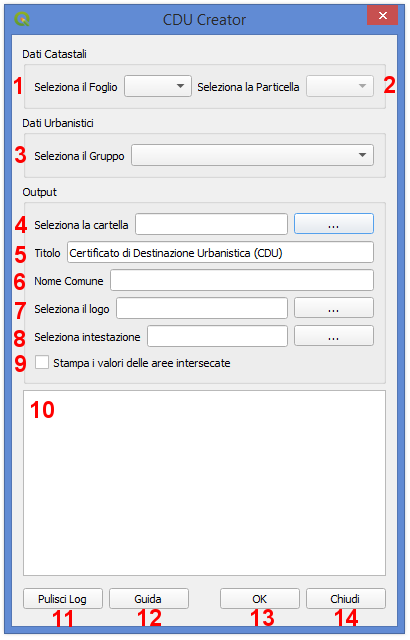 CDU Creator
Dati Catastali
1 Seleziona il Foglio Seleziona la Particella 2
Dati Urbanistici
3 Seleziona il Gruppo
Output
4 Seleziona la cartella ...
5 Titolo Certificato di Destinazione Urbanistica (CDU)
6 Nome Comune
7 Seleziona il logo ...
8 Seleziona intestazione ...
9 Stampa i valori delle aree intersecate
10
Pulisci Log Guida OK Chiudi
11 12 13 14